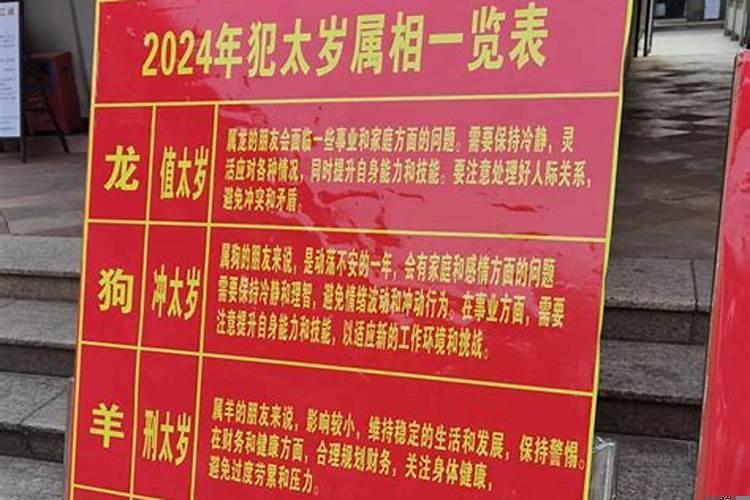 2024年犯太岁属相一览表
龙
值太岁
属龙的朋友会面临一些事业和家庭方面的问题。需要保持冷静，灵
活应对各种情况，同时提升自身能力和技能。要注意处理好人际关系，
避免冲突和矛盾。
狗
冲太岁
属狗的朋友来说，是动荡不安的一年，会有家庭和感情方面的问题
需要保持冷静和理智，避免情绪波动和冲动行为。在事业方面，需要
注意提升自身能力和技能，以适应新的工作环境和挑战。
羊
刑太岁
属羊的朋友来说，影响较小，维持稳定的生活和发展，保持警惕。
在财务和健康方面，合理规划财务，关注身体健康，
避免过度劳累和压力。